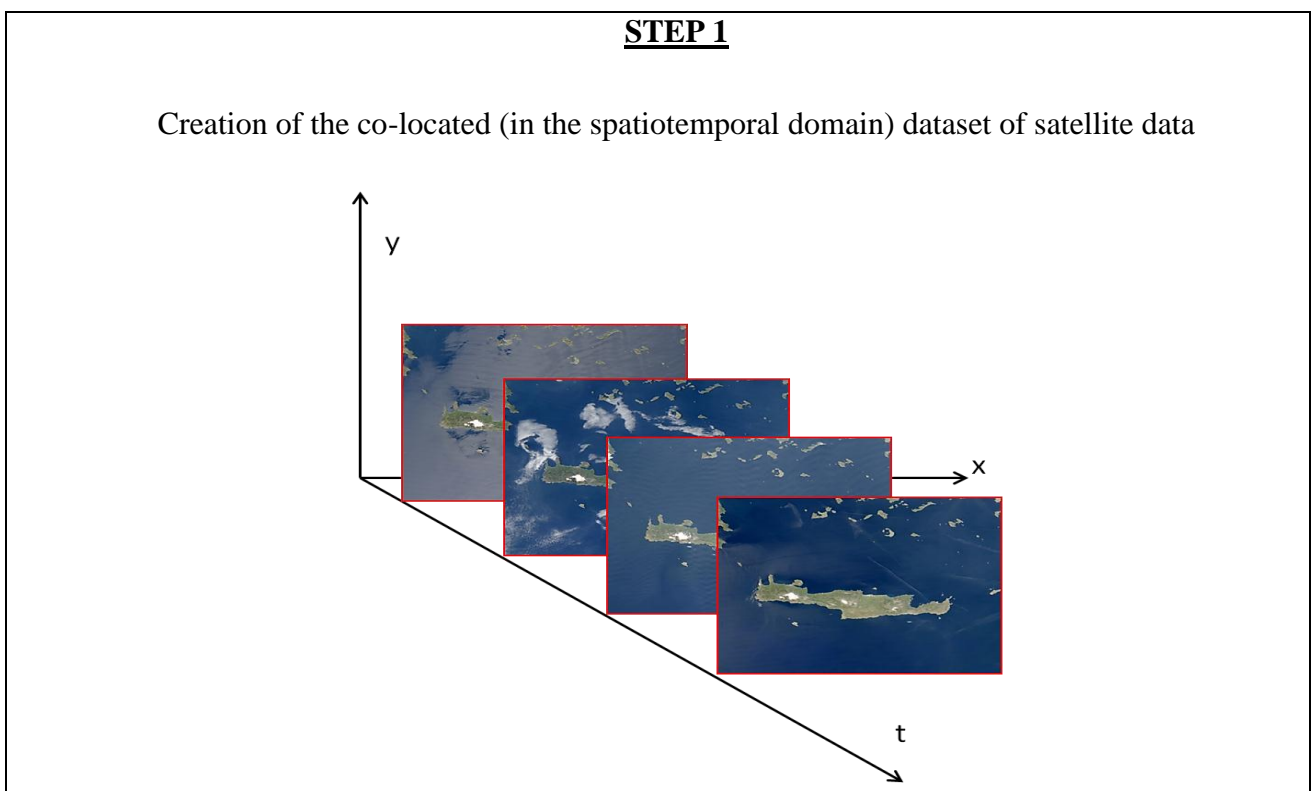 STEP 1
Creation of the co-located (in the spatiotemporal domain) dataset of satellite data
y
x
t